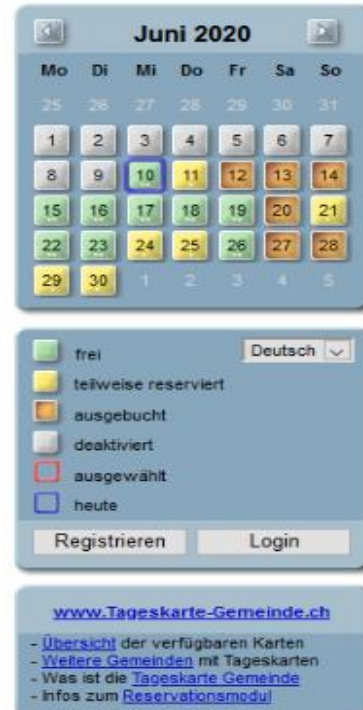 Juni 2020
Mo Di Mi Do Fr Sa So
25 26 27 28 29 30 31
1 2 3 4 5 6 7
8 9 10 11 12 13 14
15 16 17 18 19 20 21
22 23 24 25 26 27 28
29 30 1 2 3 4 5
frei
Deutsch
teilweise reserviert
ausgebucht
deaktiviert
ausgewählt
heute
Registrieren Login
www.Tageskarte-Gemeinde.ch
- Übersicht der verfügbaren Karten
- Weitere Gemeinden mit Tageskarten
- Was ist die Tageskarte Gemeinde
- Infos zum Reservationsmodul